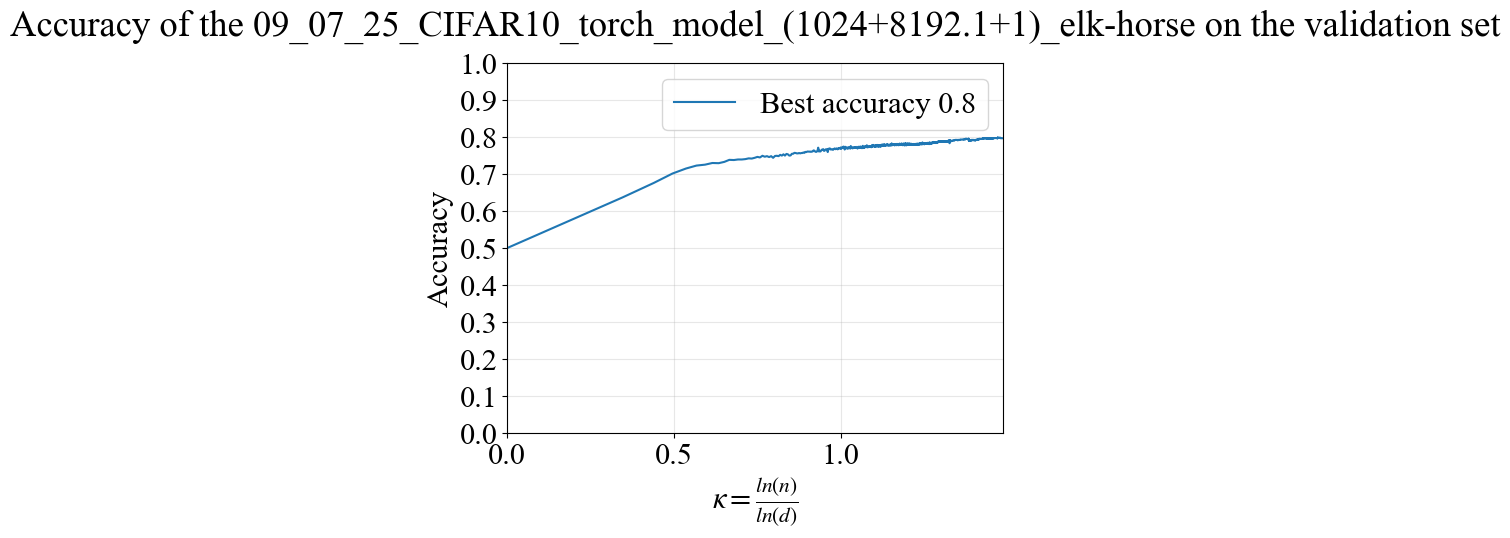 Accuracy of the 09_07_25_CIFAR10_torch_model_(1024+8192.1+1)_elk-horse on the validation set
1.0
0.9
0.8
0.7
0.6
0.5
0.4
0.3
0.2
0.1
0.0
Accuracy
Best accuracy 0.8
0.0 0.5 1.0
κ = ln(n) / ln(d)